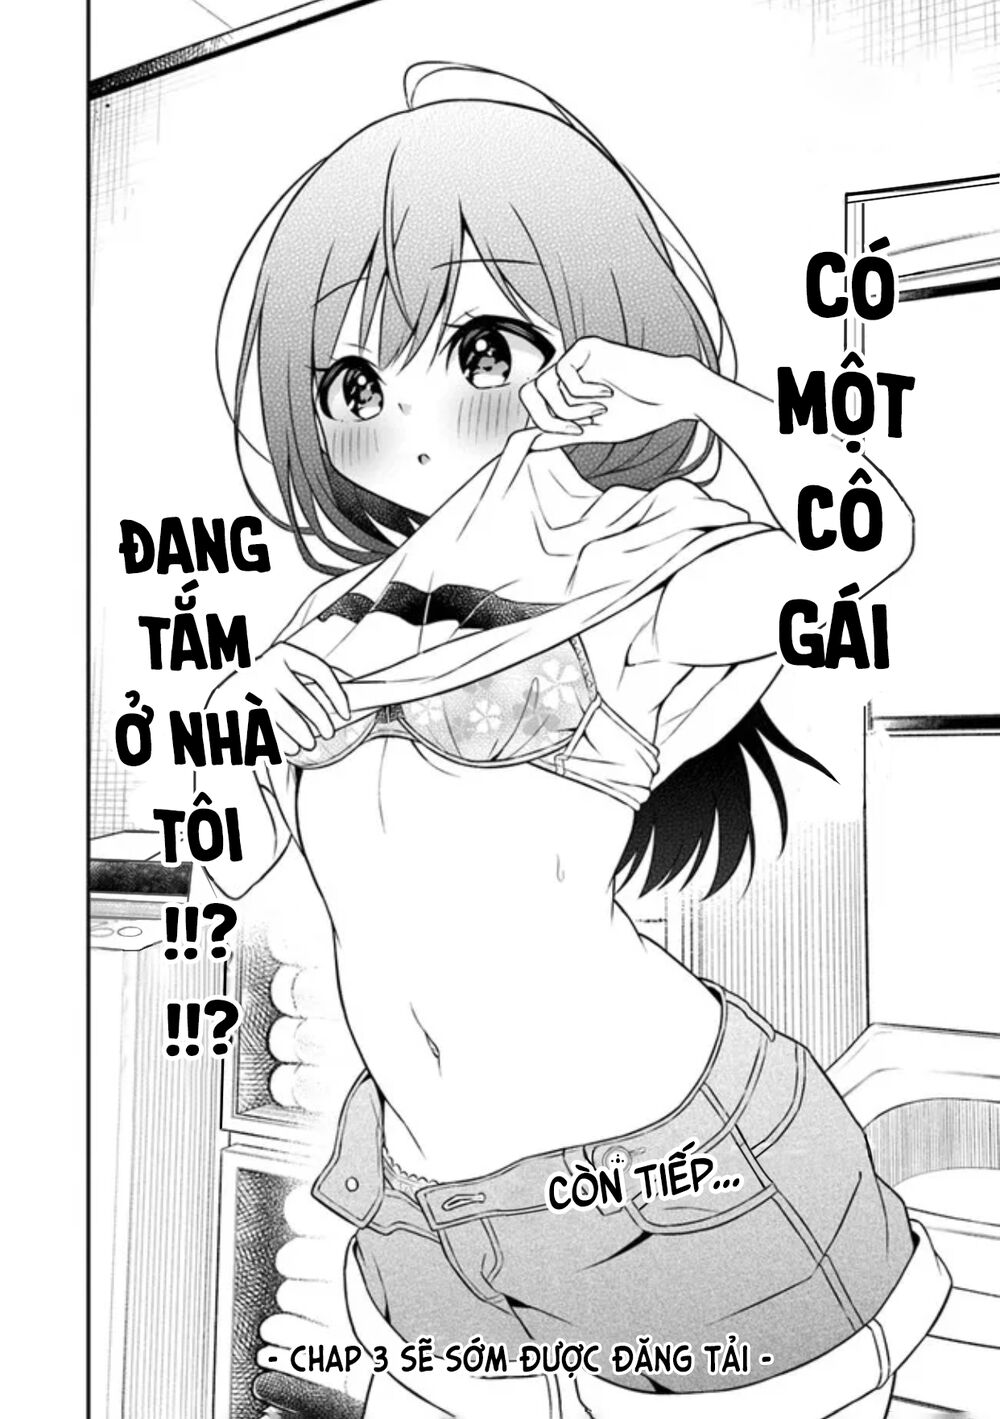 CÓ
MỘT
CÔ
GÁI
ĐANG
TẮM
Ở NHÀ
TÔI
!!?
!!?
CÒN TIẾP...
- CHAP 3 SẼ SỚM ĐƯỢC ĐĂNG TẢI -